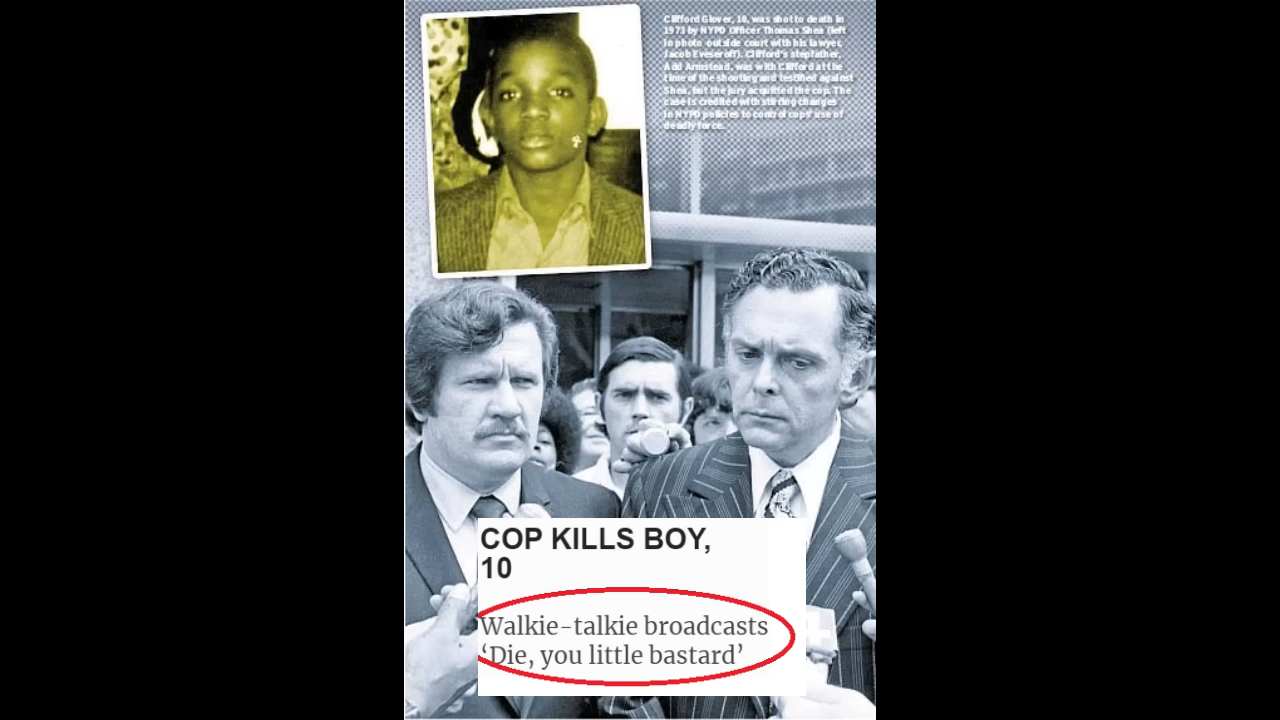 Clifford Glover, 10, was shot to death in
1973 by NYPD Officer Thomas Shea (left
in photo outside court with his lawyer,
Jacob Eveseroff). Clifford's stepfather,
Add Armstead, was with Clifford at the
time of the shooting and testified against
Shea, but the jury acquitted the cop. The
case is credited with stirring changes
in NYPD policies to control cops' use of
deadly force.
COP KILLS BOY,
10
Walkie-talkie broadcasts
‘Die, you little bastard’